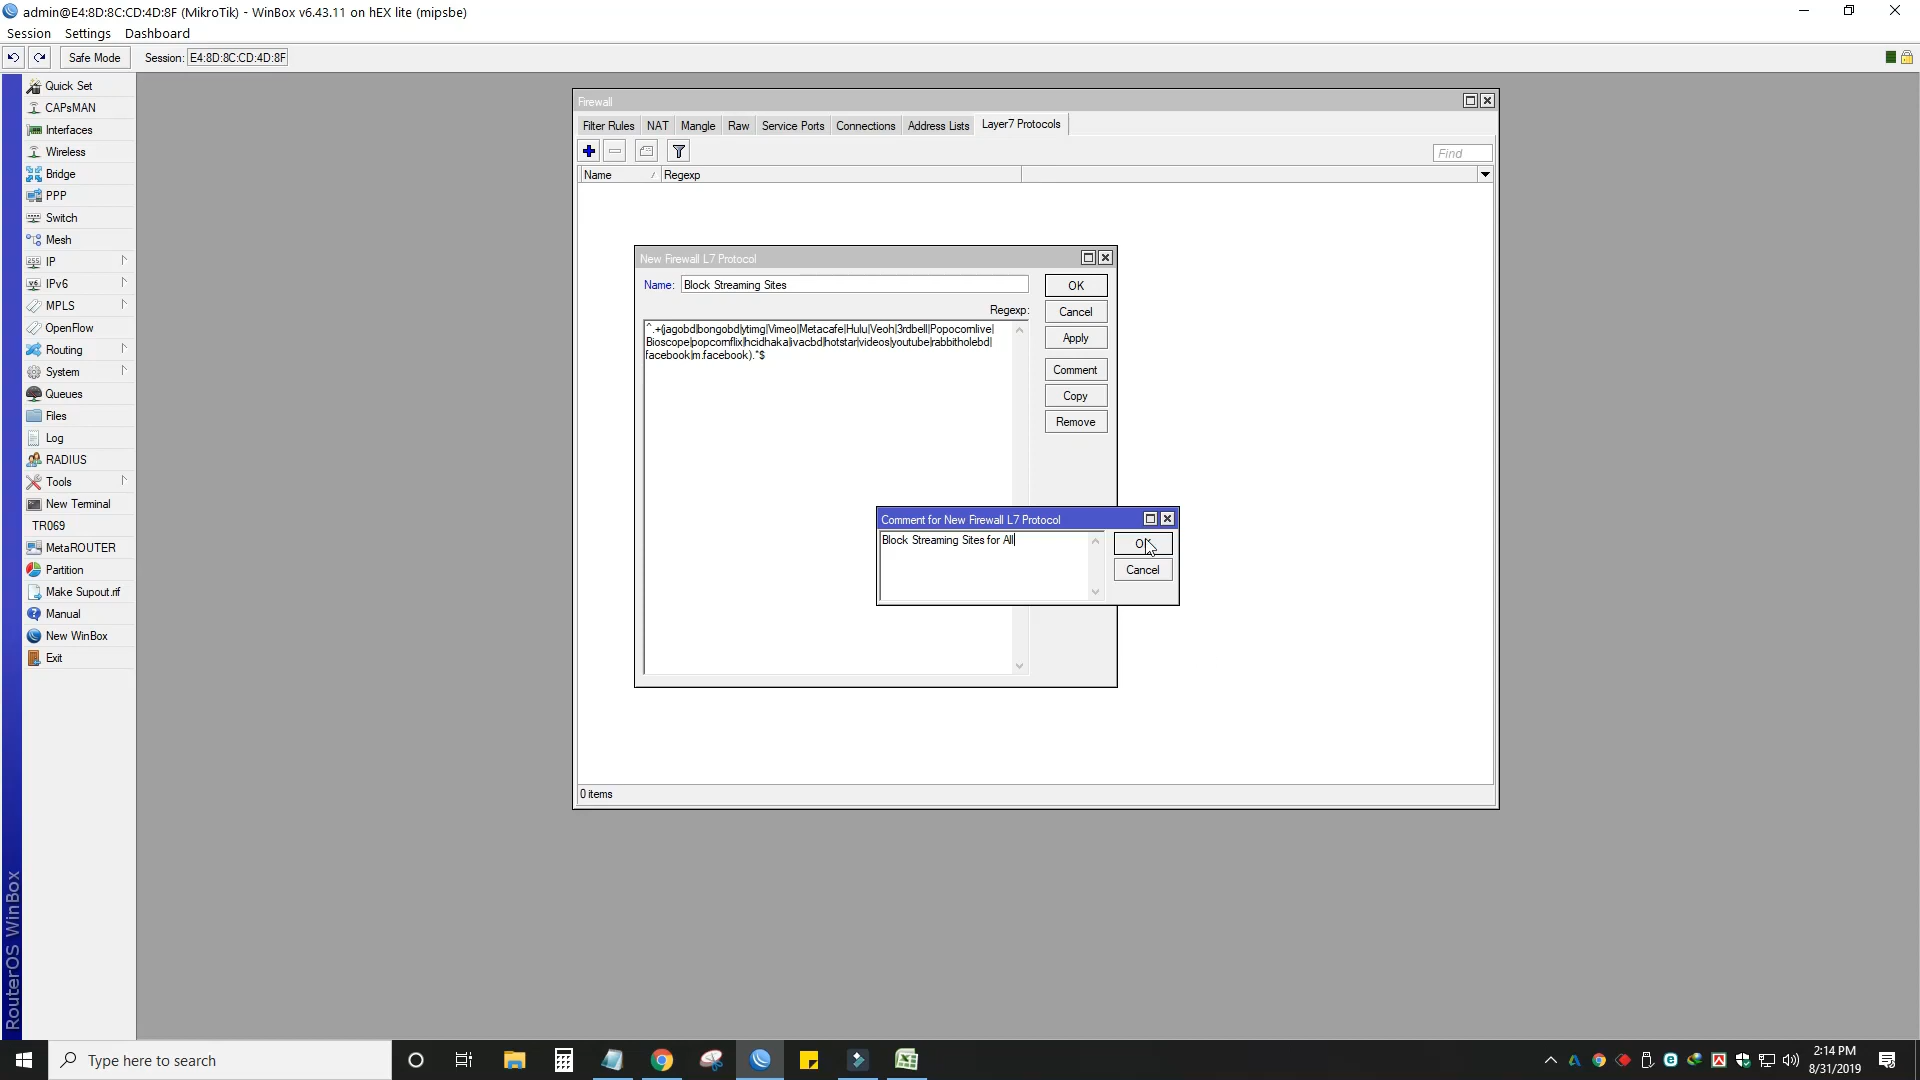 admin@E4:8D:8C:CD:4D:8F (MikroTik) - WinBox v6.43.11 on hEX lite (mipsbe)
Session Settings Dashboard
Safe Mode Session: E4:8D:8C:CD:4D:8F
Quick Set
CAPsMAN
Interfaces
Wireless
Bridge
PPP
Switch
Mesh
IP
IPv6
MPLS
OpenFlow
Routing
System
Queues
Files
Log
RADIUS
Tools
New Terminal
TR069
MetaROUTER
Partition
Make Supout.rif
Manual
New WinBox
Exit
RouterOS WinBox
Firewall
Filter Rules NAT Mangle Raw Service Ports Connections Address Lists Layer7 Protocols
Find
Name Regexp
New Firewall L7 Protocol
Name: Block Streaming Sites
Regexp:
^.+(jagobd|bongobd|ytimg|Vimeo|Metacafe|Hulu|Veoh|3rdbell|Popocornlive|
Bioscope|popcornflix|hcidhaka|ivacbd|hotstar|videos|youtube|rabbitholebd|
facebook|m.facebook).*$
OK
Cancel
Apply
Comment
Copy
Remove
Comment for New Firewall L7 Protocol
Block Streaming Sites for All
OK
Cancel
0 items
Type here to search
2:14 PM
8/31/2019